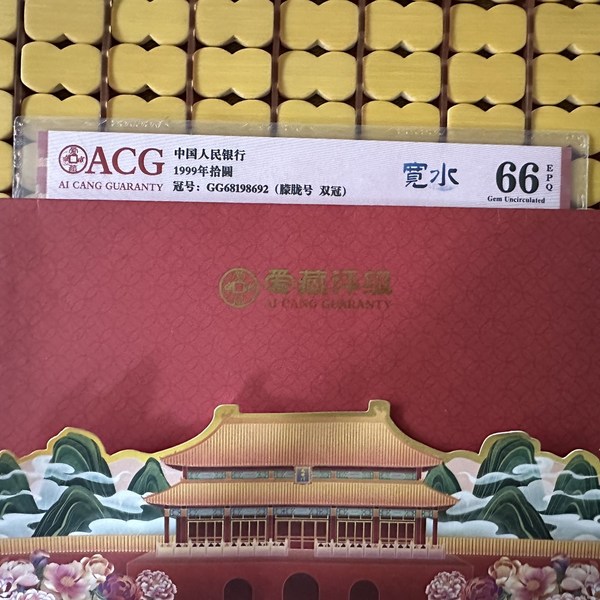 ACG
AI CANG GUARANTY
中国人民银行
1999年拾圆
冠号：GG68198692（朦胧号 双冠）
寬水
66
EPQ
Gem Uncirculated
爱藏评级
AI CANG GUARANTY